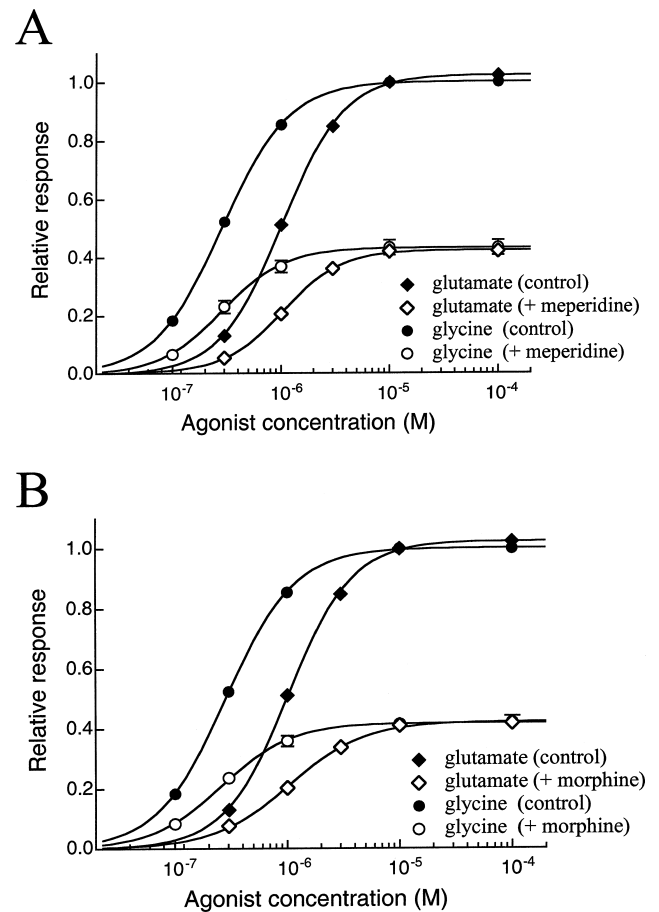 A
Relative response
1.0
0.8
0.6
0.4
0.2
0.0
glutamate (control)
glutamate (+ meperidine)
glycine (control)
glycine (+ meperidine)
10-7 10-6 10-5 10-4
Agonist concentration (M)
B
Relative response
1.0
0.8
0.6
0.4
0.2
0.0
glutamate (control)
glutamate (+ morphine)
glycine (control)
glycine (+ morphine)
10-7 10-6 10-5 10-4
Agonist concentration (M)